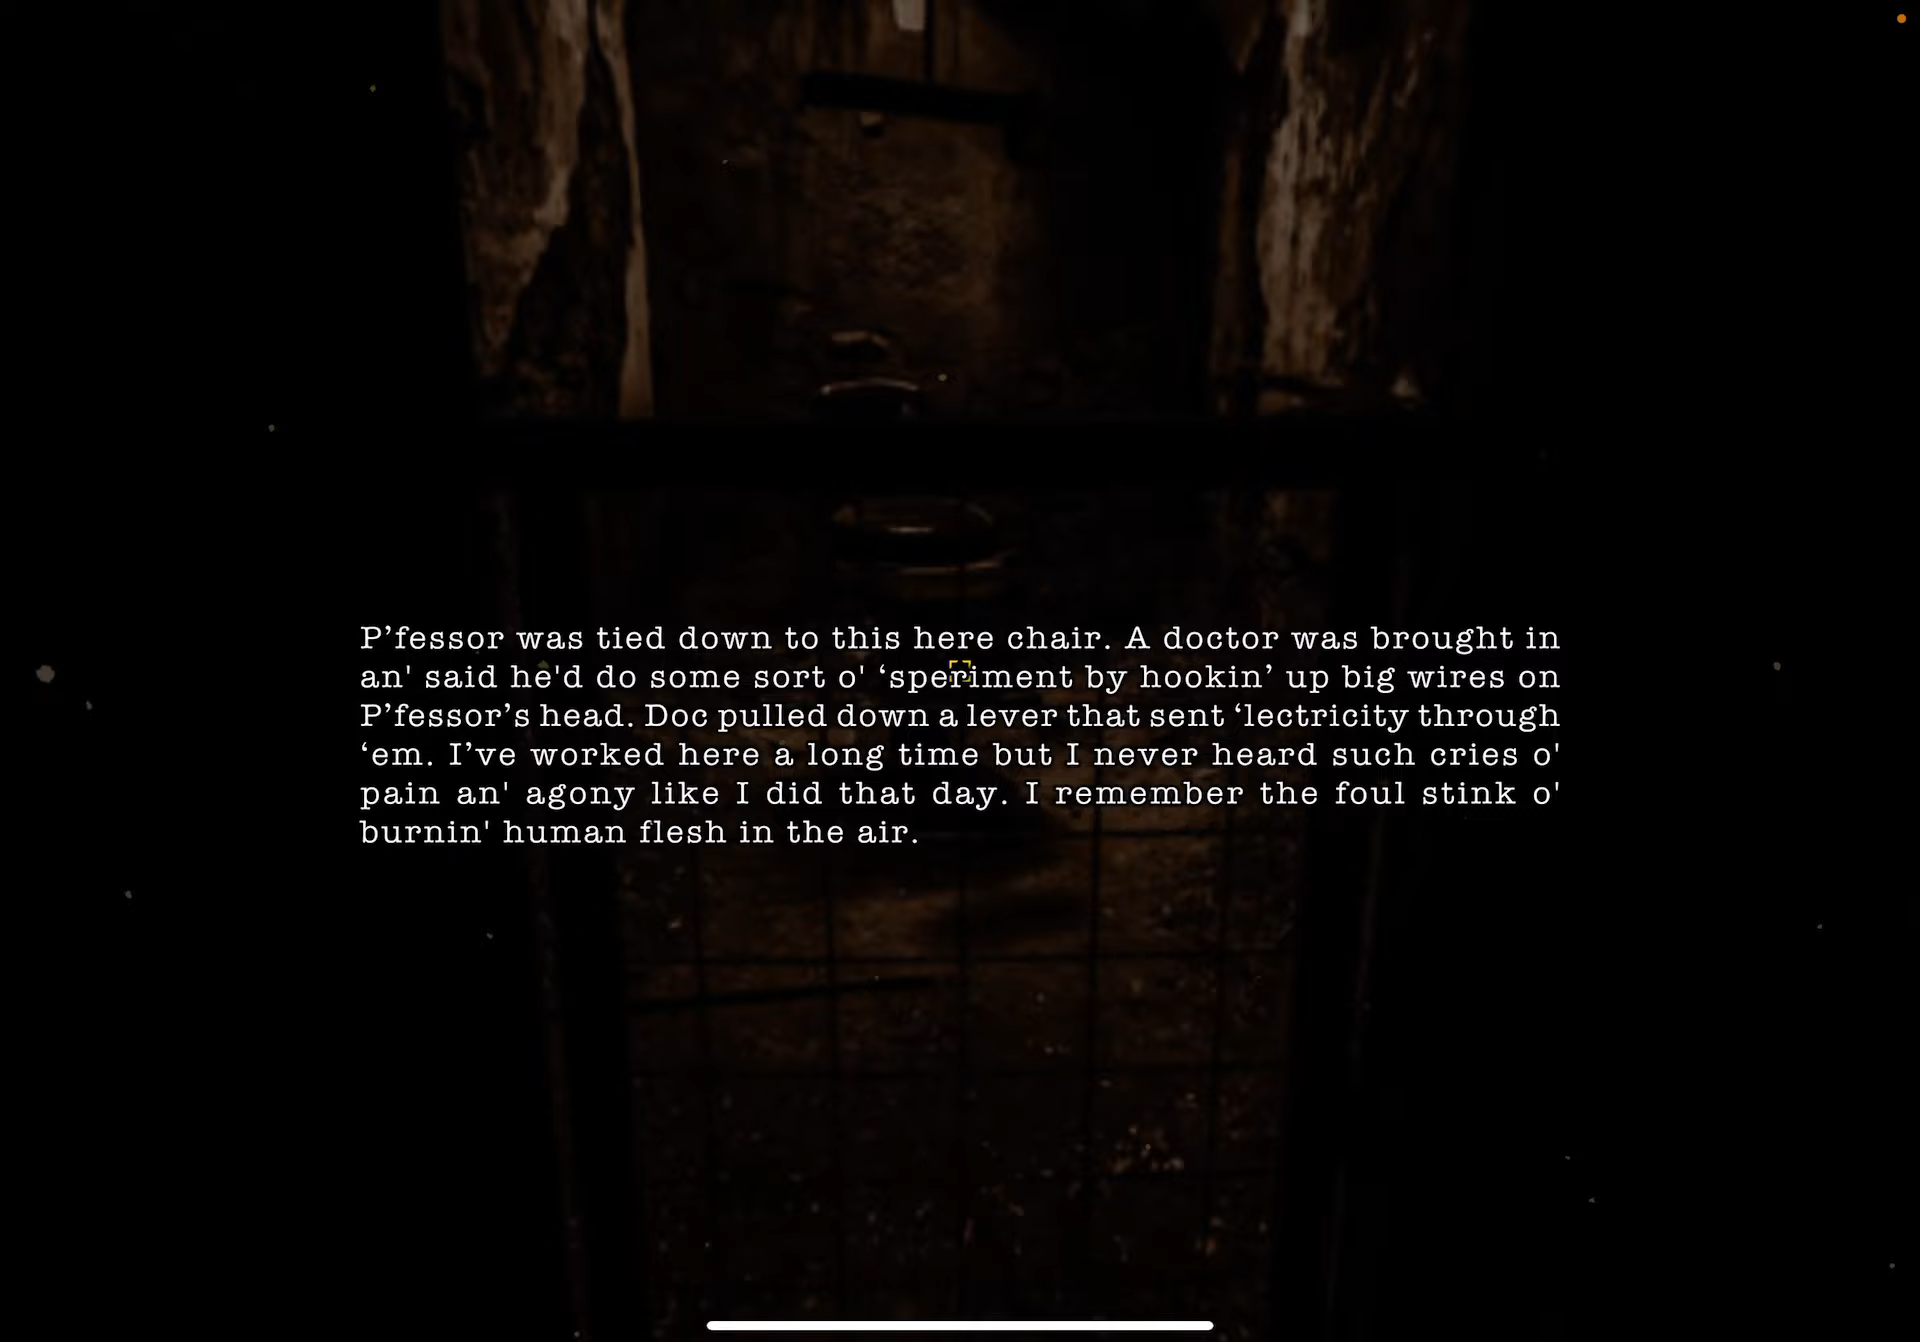 P’fessor was tied down to this here chair. A doctor was brought in
an' said he'd do some sort o' ‘speriment by hookin’ up big wires on
P’fessor’s head. Doc pulled down a lever that sent ‘lectricity through
‘em. I’ve worked here a long time but I never heard such cries o'
pain an' agony like I did that day. I remember the foul stink o'
burnin' human flesh in the air.